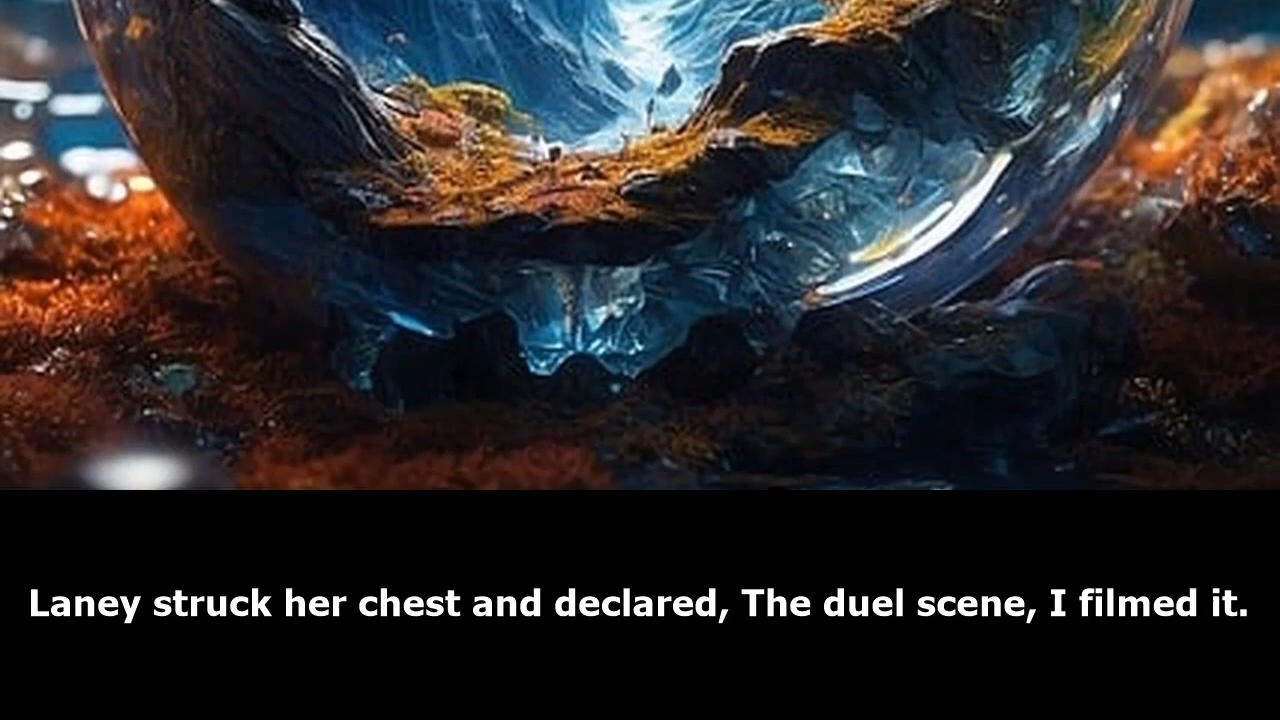 Laney struck her chest and declared, The duel scene, I filmed it.